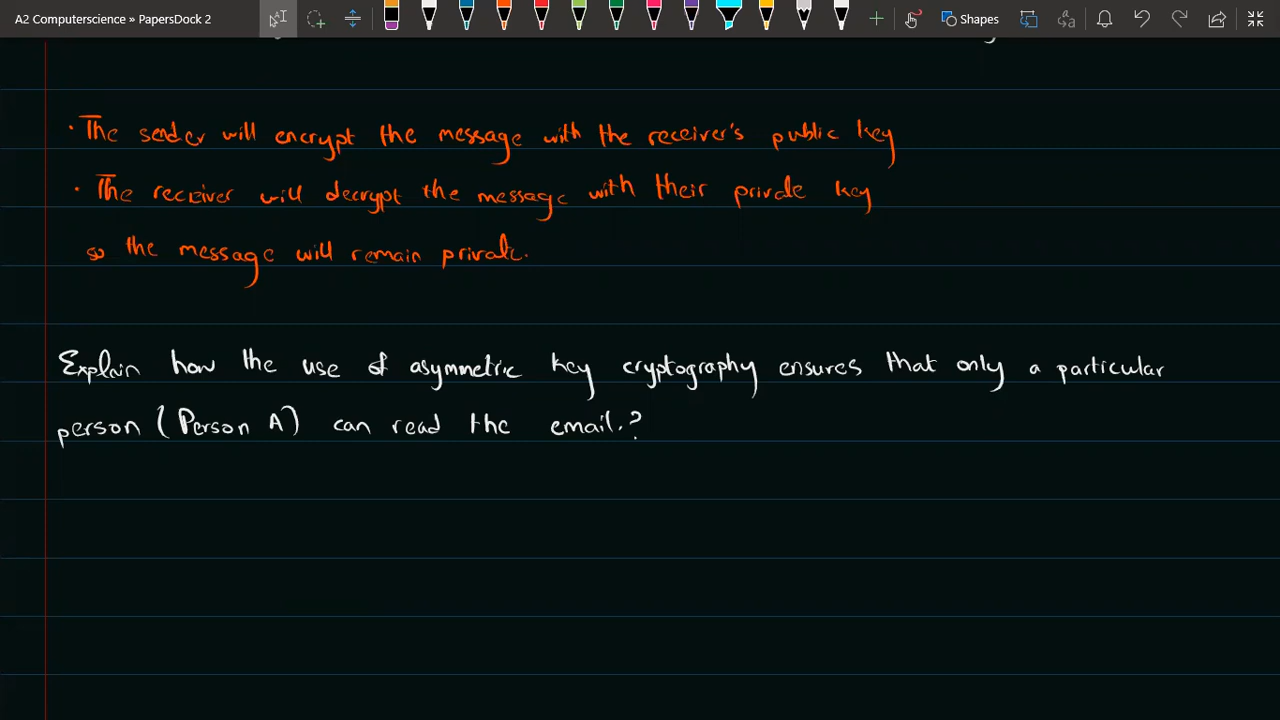 A2 Computerscience » PapersDock 2
Shapes
• The sender will encrypt the message with the receiver's public key
• The receiver will decrypt the message with their private key
so the message will remain private.
Explain how the use of asymmetric key cryptography ensures that only a particular
person (Person A) can read the email.?